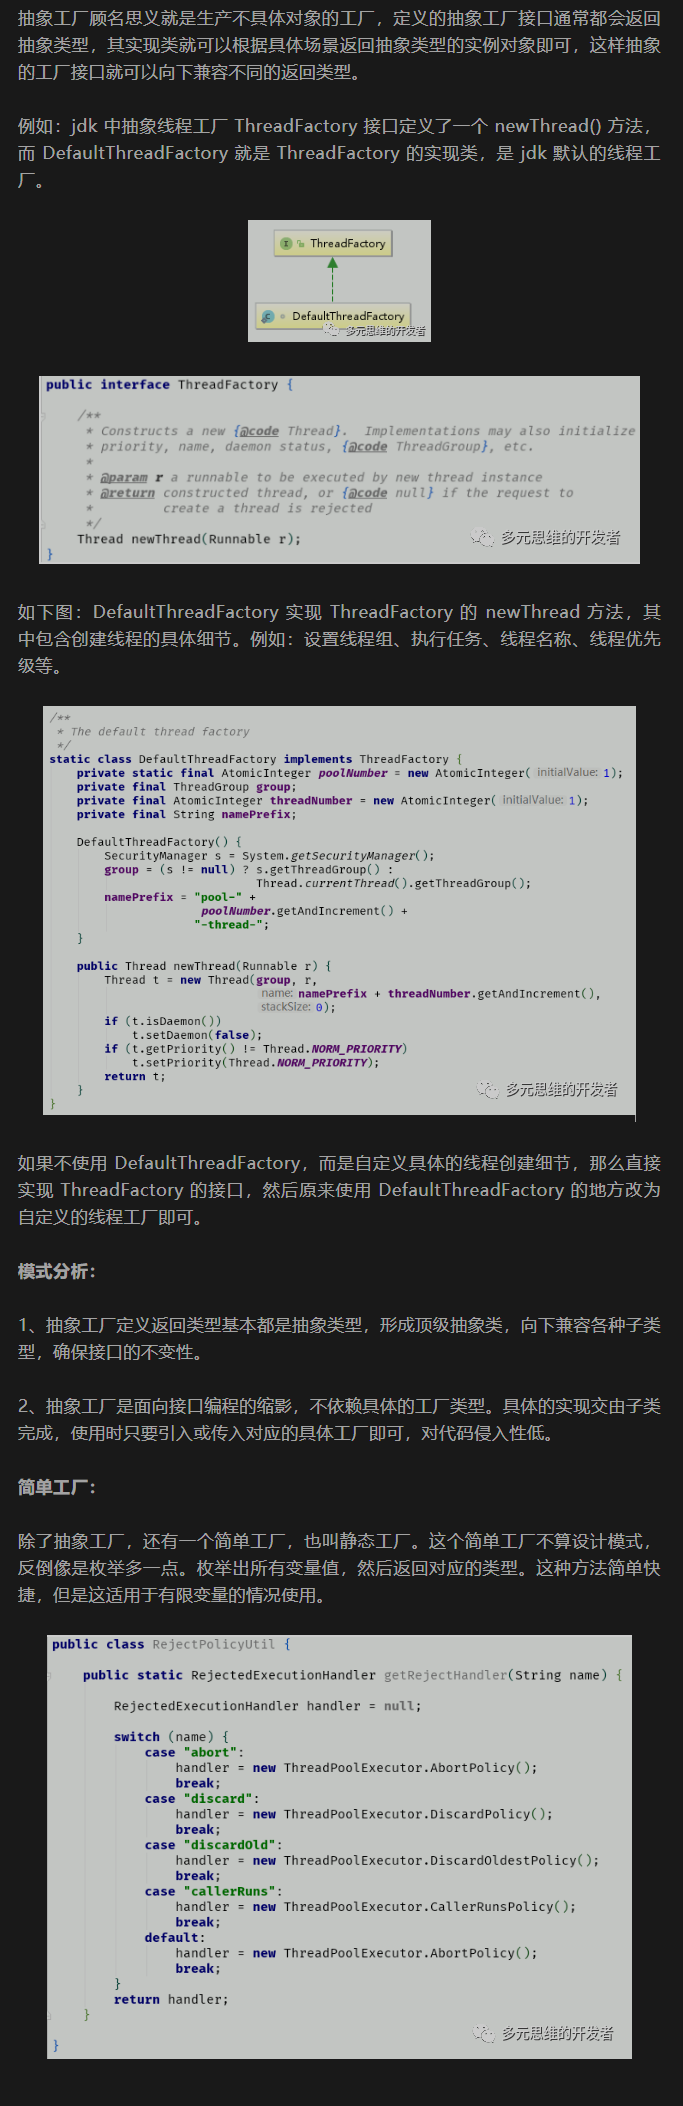 抽象工厂顾名思义就是生产不具体对象的工厂，定义的抽象工厂接口通常都会返回
抽象类型，其实现类就可以根据具体场景返回抽象类型的实例对象即可，这样抽象
的工厂接口就可以向下兼容不同的返回类型。
例如：jdk 中抽象线程工厂 ThreadFactory 接口定义了一个 newThread() 方法，
而 DefaultThreadFactory 就是 ThreadFactory 的实现类，是 jdk 默认的线程工
厂。
ThreadFactory
DefaultThreadFactory
多元思维的开发者
public interface ThreadFactory {
/**
* Constructs a new {@code Thread}.  Implementations may also initialize
* priority, name, daemon status, {@code ThreadGroup}, etc.
*
* @param r a runnable to be executed by new thread instance
* @return constructed thread, or {@code null} if the request to
*         create a thread is rejected
*/
Thread newThread(Runnable r);
}
多元思维的开发者
如下图：DefaultThreadFactory 实现 ThreadFactory 的 newThread 方法，其
中包含创建线程的具体细节。例如：设置线程组、执行任务、线程名称、线程优先
级等。
/**
* The default thread factory
*/
static class DefaultThreadFactory implements ThreadFactory {
private static final AtomicInteger poolNumber = new AtomicInteger( initialValue: 1);
private final ThreadGroup group;
private final AtomicInteger threadNumber = new AtomicInteger( initialValue: 1);
private final String namePrefix;
DefaultThreadFactory() {
SecurityManager s = System.getSecurityManager();
group = (s != null) ? s.getThreadGroup() :
Thread.currentThread().getThreadGroup();
namePrefix = "pool-" +
poolNumber.getAndIncrement() +
"-thread-";
}
public Thread newThread(Runnable r) {
Thread t = new Thread(group, r,
name: namePrefix + threadNumber.getAndIncrement(),
stackSize: 0);
if (t.isDaemon())
t.setDaemon(false);
if (t.getPriority() != Thread.NORM_PRIORITY)
t.setPriority(Thread.NORM_PRIORITY);
return t;
}
}
多元思维的开发者
如果不使用 DefaultThreadFactory，而是自定义具体的线程创建细节，那么直接
实现 ThreadFactory 的接口，然后原来使用 DefaultThreadFactory 的地方改为
自定义的线程工厂即可。
模式分析：
1、抽象工厂定义返回类型基本都是抽象类型，形成顶级抽象类，向下兼容各种子类
型，确保接口的不变性。
2、抽象工厂是面向接口编程的缩影，不依赖具体的工厂类型。具体的实现交由子类
完成，使用时只要引入或传入对应的具体工厂即可，对代码侵入性低。
简单工厂：
除了抽象工厂，还有一个简单工厂，也叫静态工厂。这个简单工厂不算设计模式，
反倒像是枚举多一点。枚举出所有变量值，然后返回对应的类型。这种方法简单快
捷，但是这适用于有限变量的情况使用。
public class RejectPolicyUtil {
public static RejectedExecutionHandler getRejectHandler(String name) {
RejectedExecutionHandler handler = null;
switch (name) {
case "abort":
handler = new ThreadPoolExecutor.AbortPolicy();
break;
case "discard":
handler = new ThreadPoolExecutor.DiscardPolicy();
break;
case "discardOld":
handler = new ThreadPoolExecutor.DiscardOldestPolicy();
break;
case "callerRuns":
handler = new ThreadPoolExecutor.CallerRunsPolicy();
break;
default:
handler = new ThreadPoolExecutor.AbortPolicy();
break;
}
return handler;
}
}
多元思维的开发者